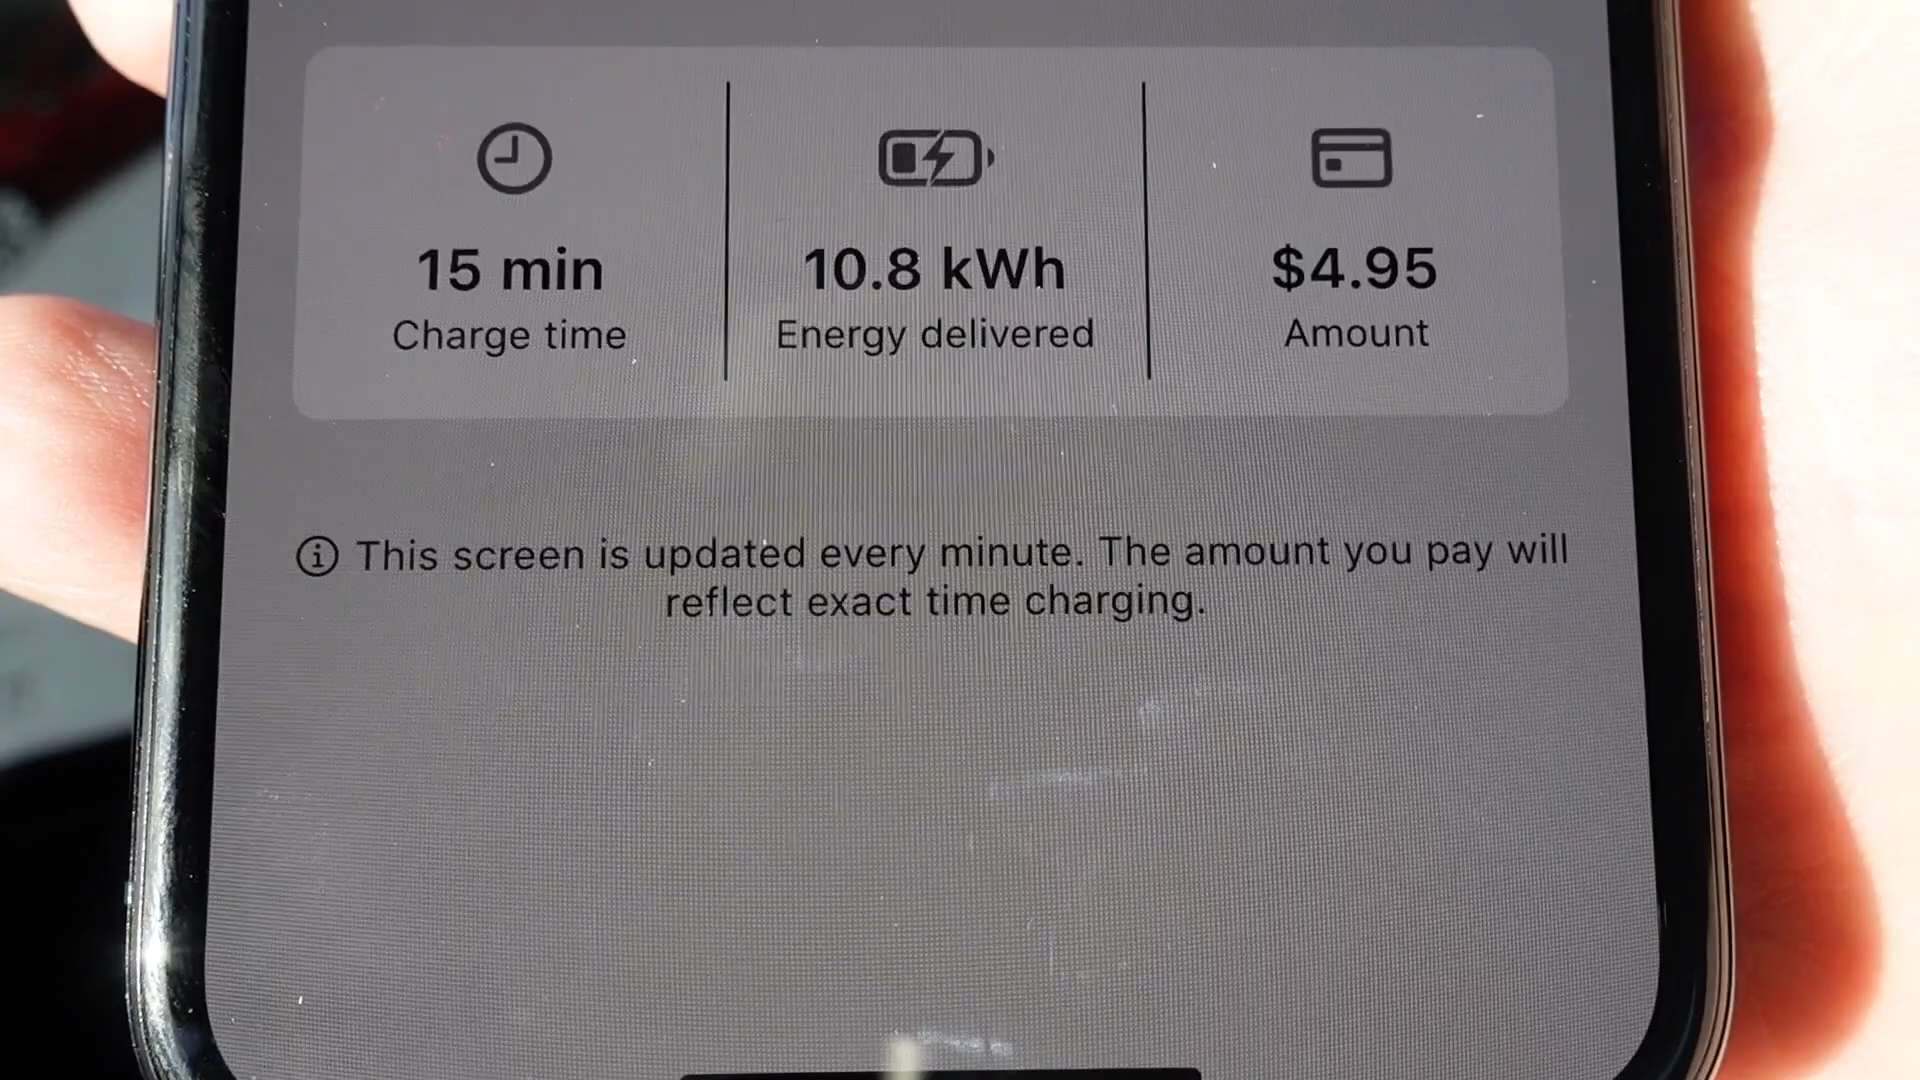 15 min
Charge time
10.8 kWh
Energy delivered
$4.95
Amount
This screen is updated every minute. The amount you pay will
reflect exact time charging.